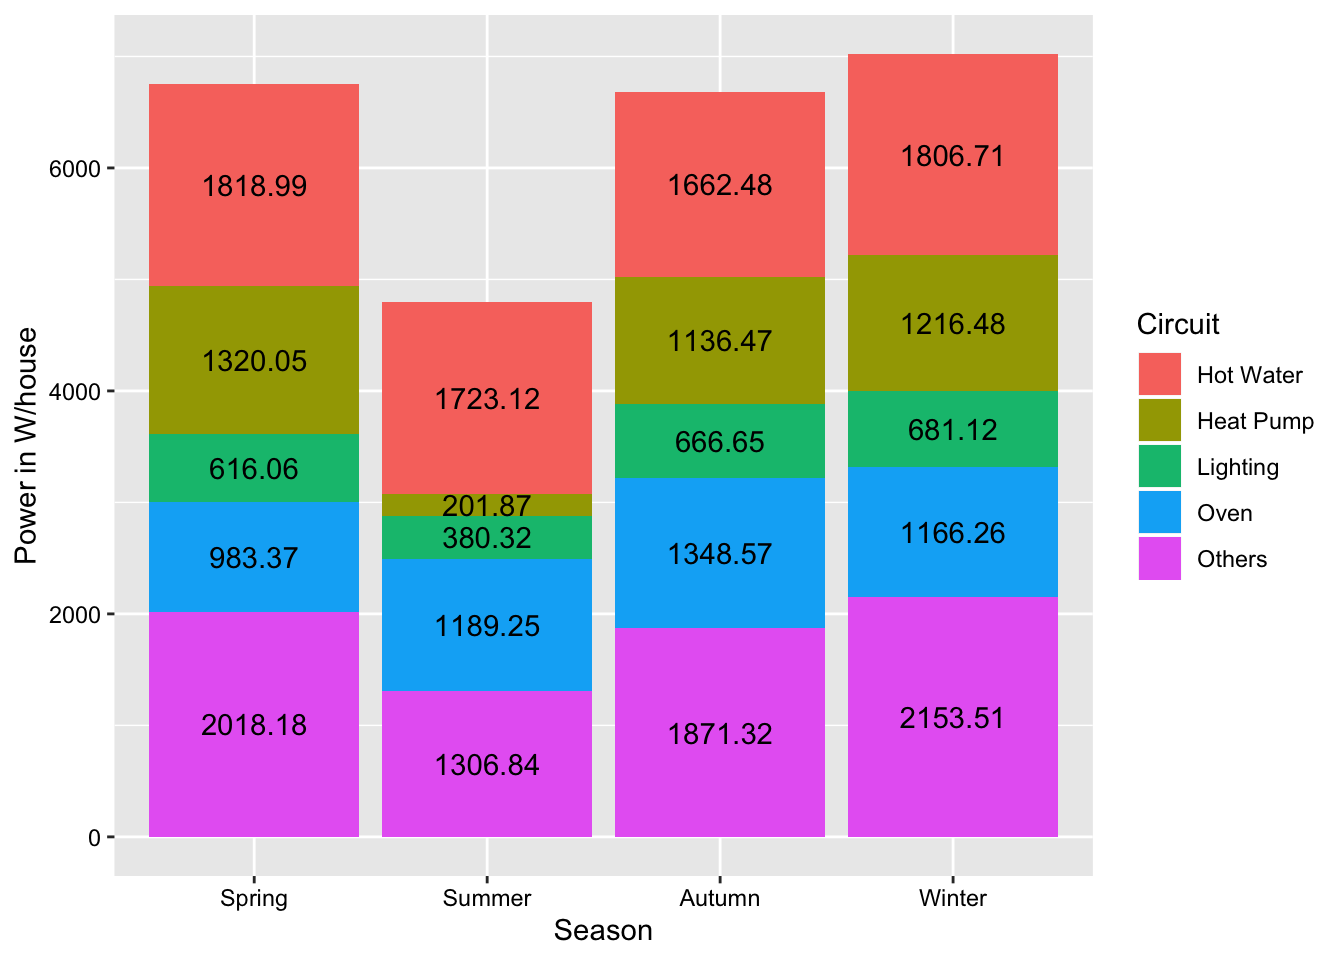 6000
4000
2000
0
Power in W/house
1818.99
1320.05
616.06
983.37
2018.18
1723.12
201.87
380.32
1189.25
1306.84
1662.48
1136.47
666.65
1348.57
1871.32
1806.71
1216.48
681.12
1166.26
2153.51
Spring
Summer
Autumn
Winter
Season
Circuit
Hot Water
Heat Pump
Lighting
Oven
Others